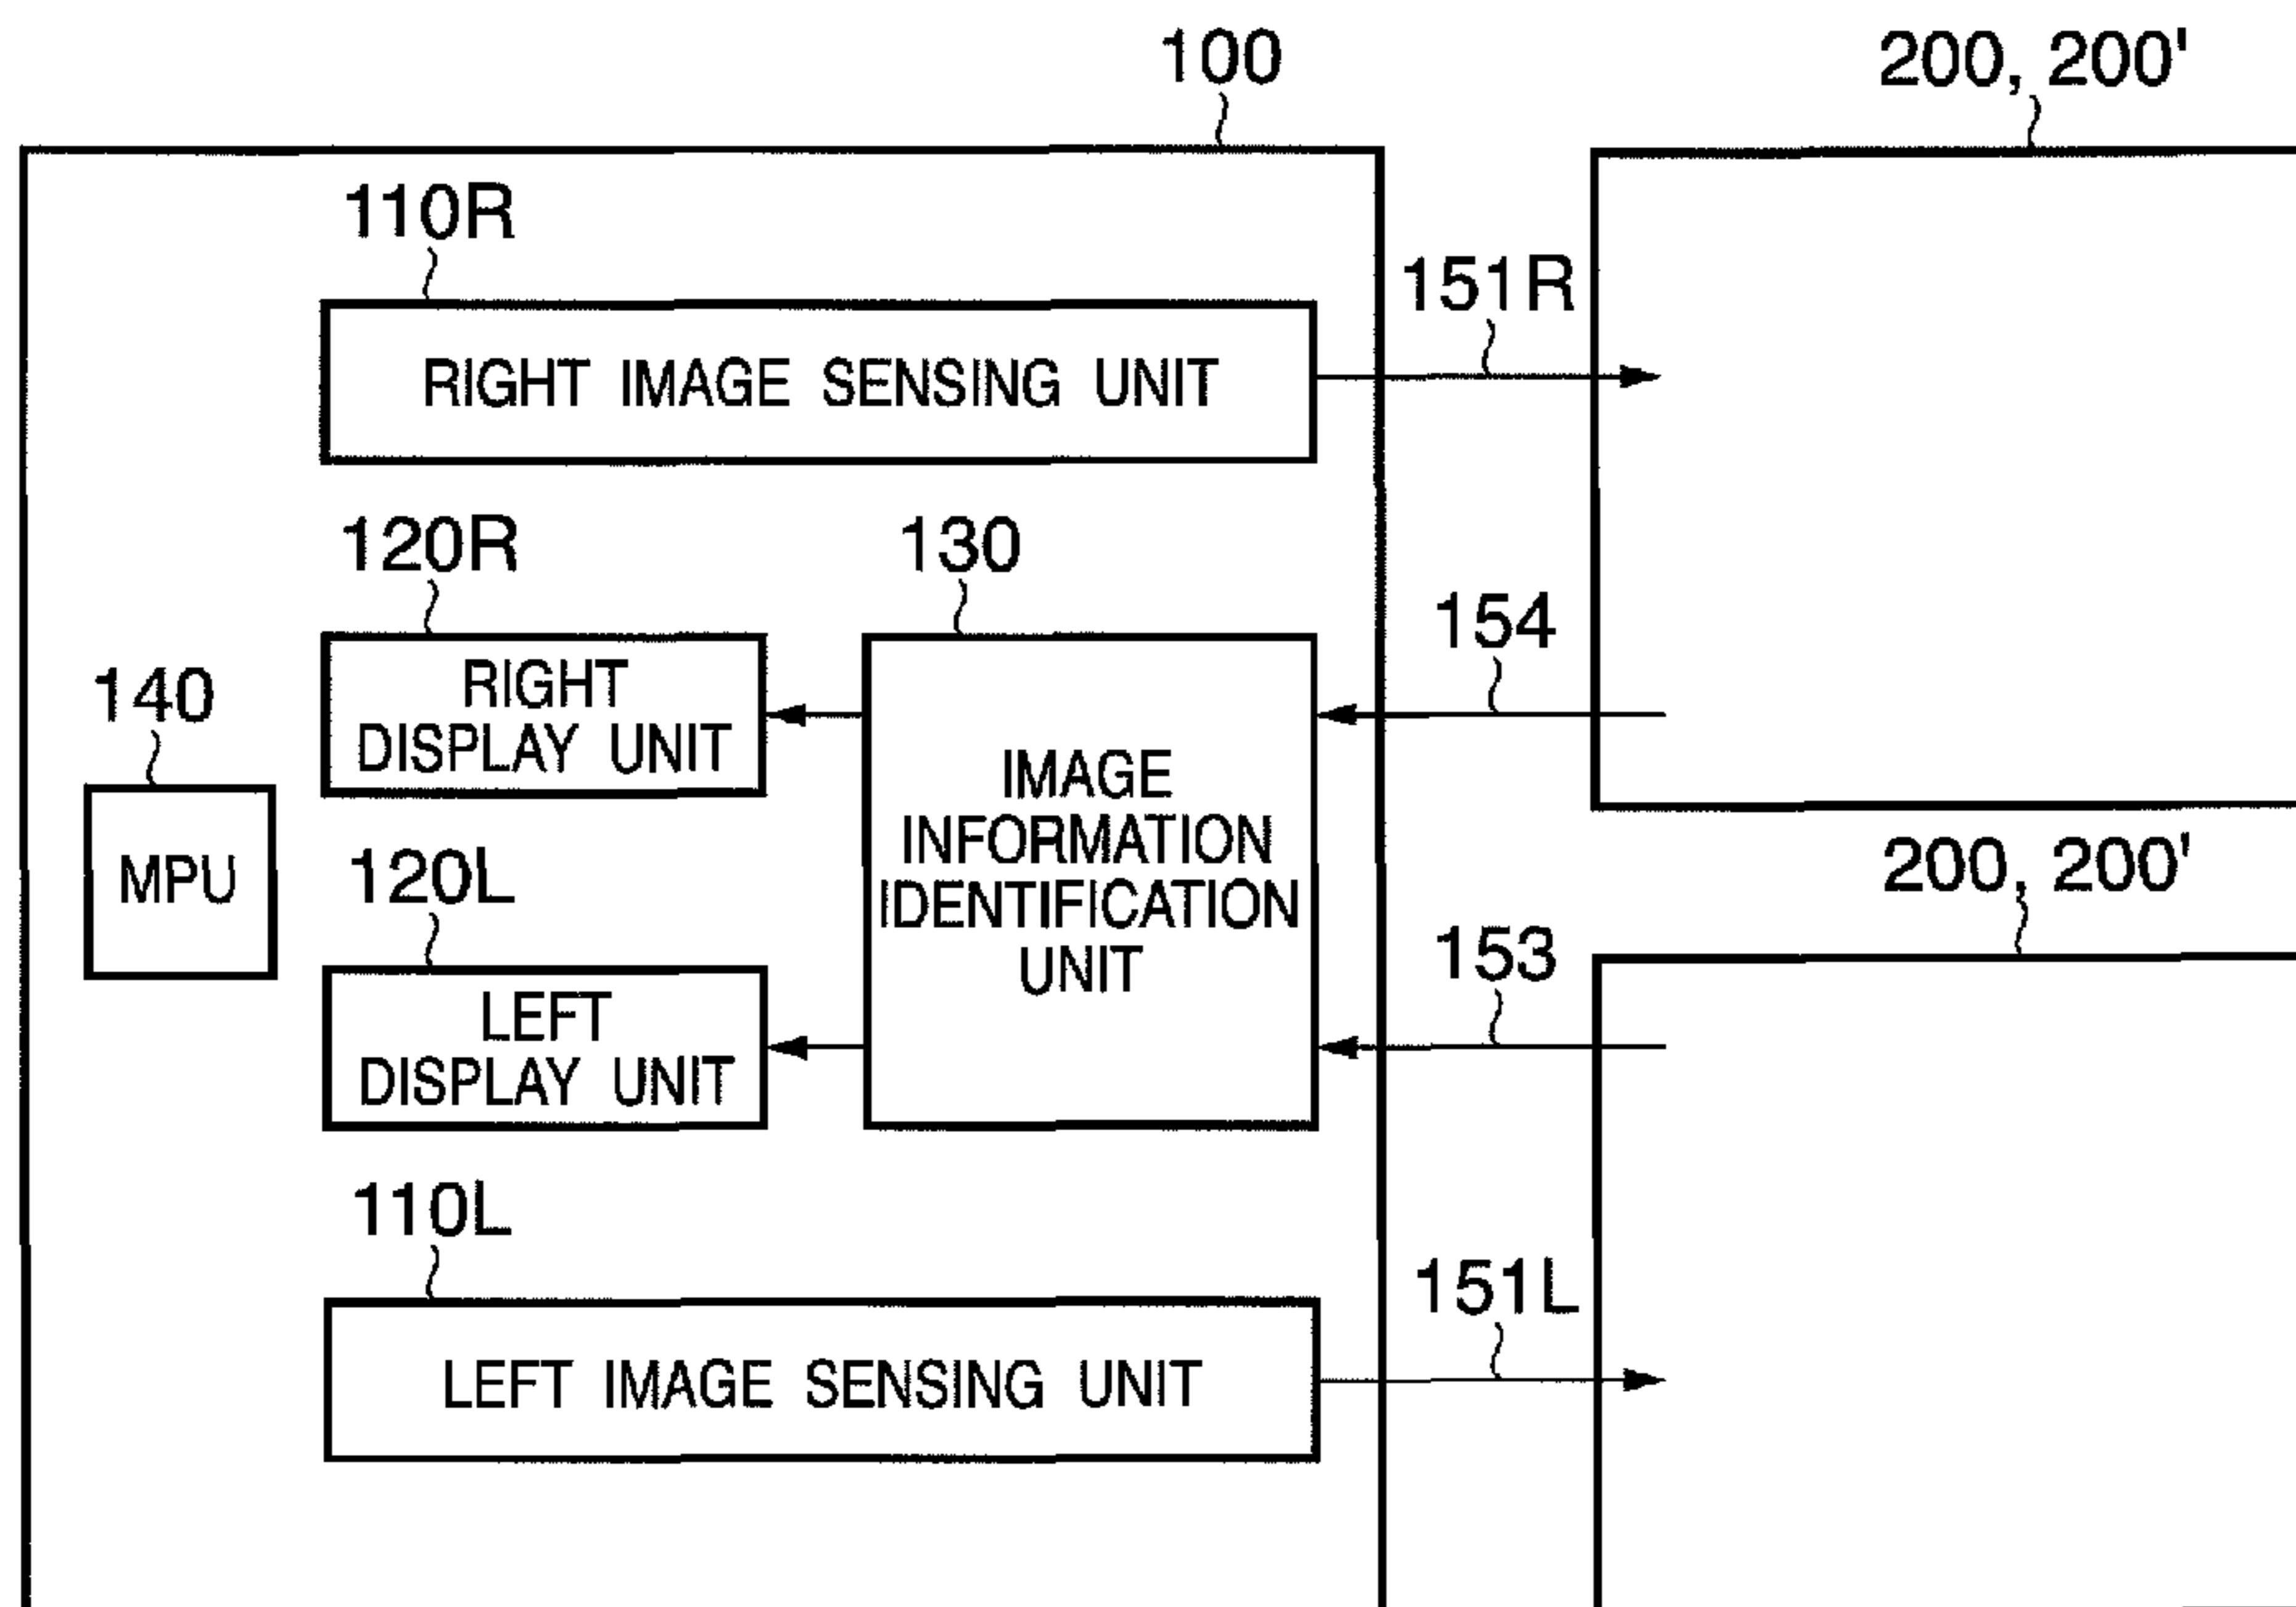 100
200, 200'
110R
RIGHT IMAGE SENSING UNIT
151R
120R
130
154
RIGHT
DISPLAY UNIT
140
MPU
IMAGE
INFORMATION
IDENTIFICATION
UNIT
120L
200, 200'
153
LEFT
DISPLAY UNIT
110L
151L
LEFT IMAGE SENSING UNIT